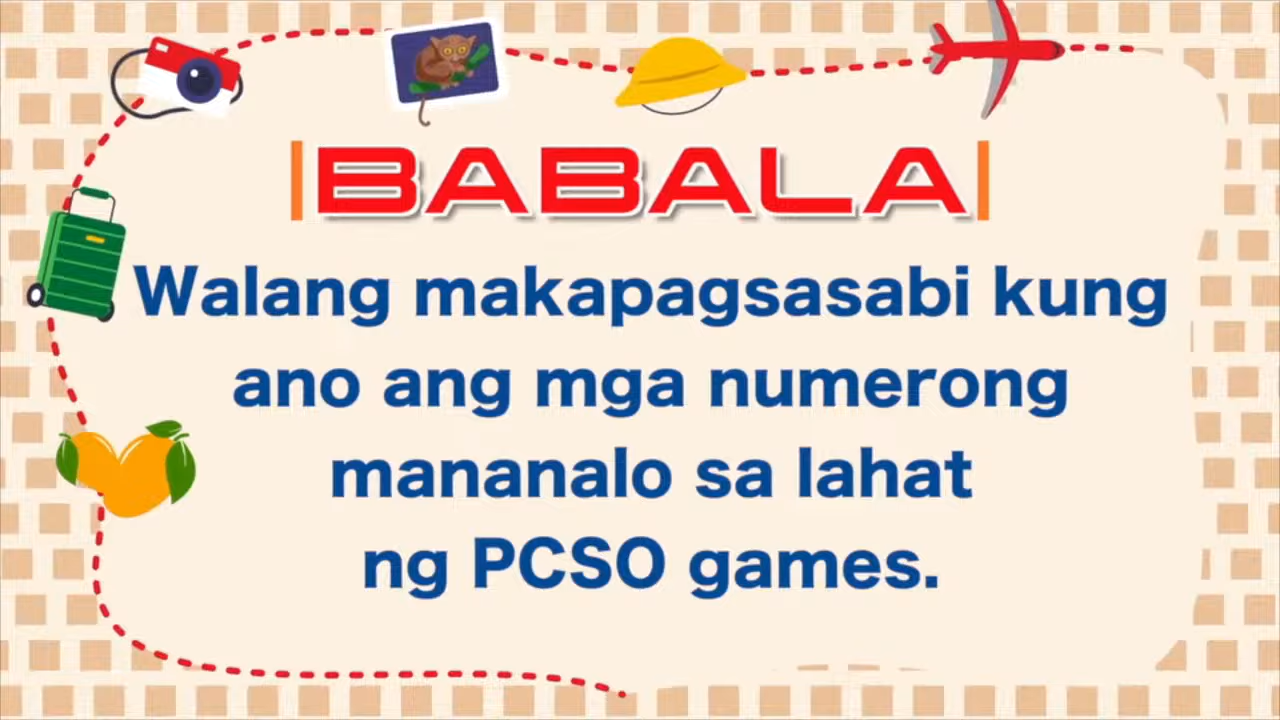 BABALA
Walang makapagsasabi kung
ano ang mga numerong
mananalo sa lahat
ng PCSO games.